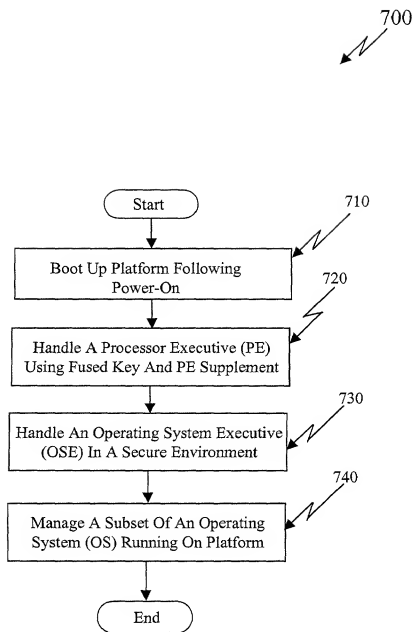 700
Start
710
Boot Up Platform Following
Power-On
720
Handle A Processor Executive (PE)
Using Fused Key And PE Supplement
730
Handle An Operating System Executive
(OSE) In A Secure Environment
740
Manage A Subset Of An Operating
System (OS) Running On Platform
End